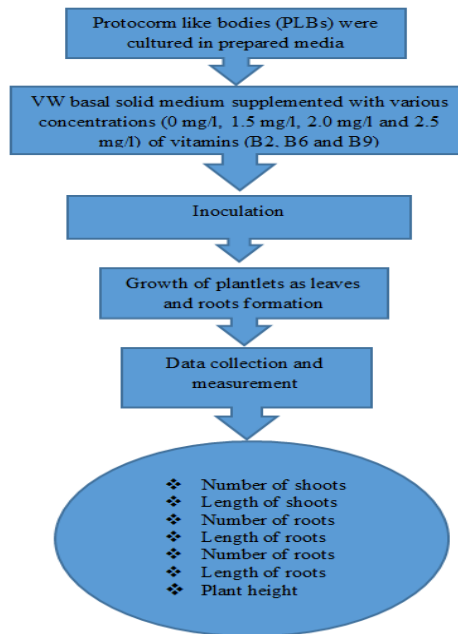 Protocorm like bodies (PLBs) were
cultured in prepared media
VW basal solid medium supplemented with various
concentrations (0 mg/l, 1.5 mg/l, 2.0 mg/l and 2.5
mg/l) of vitamins (B2, B6 and B9)
Inoculation
Growth of plantlets as leaves
and roots formation
Data collection and
measurement
❖ Number of shoots
❖ Length of shoots
❖ Number of roots
❖ Length of roots
❖ Number of roots
❖ Length of roots
❖ Plant height